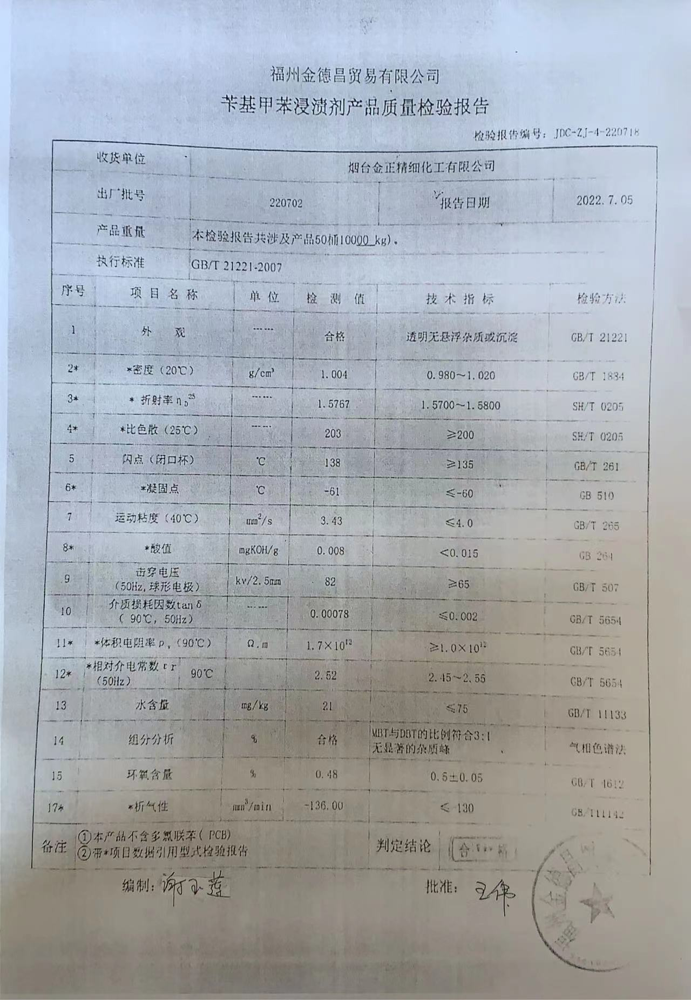 福州金德昌贸易有限公司
苄基甲苯浸渍剂产品质量检验报告
检验报告编号：JDC-ZJ-4-220718
收货单位 烟台金正精细化工有限公司
出厂批号 220702 报告日期 2022.7.05
产品重量 本检验报告共涉及产品50桶10000 kg)。
执行标准 GB/T 21221-2007
序号 项目名称 单位 检测值 技术指标 检验方法
1 外 观 ------ 合格 透明无悬浮杂质或沉淀 GB/T 21221
2* *密度（20℃） g/cm³ 1.004 0.980～1.020 GB/T 1884
3* * 折射率ηD25 ------ 1.5767 1.5700～1.5800 SH/T 0205
4* *比色散（25℃） ------ 203 ≥200 SH/T 0205
5 闪点（闭口杯） ℃ 138 ≥135 GB/T 261
6* *凝固点 ℃ -61 ≤-60 GB 510
7 运动粘度（40℃） mm²/s 3.43 ≤4.0 GB/T 265
8* *酸值 mgKOH/g 0.008 <0.015 GB 264
9 击穿电压 （50Hz,球形电极） kv/2.5mm 82 ≥65 GB/T 507
10 介质损耗因数tanδ （ 90℃, 50Hz） ------ 0.00078 ≤0.002 GB/T 5654
11* *体积电阻率ρv（90℃） Ω.m 1.7×10¹² ≥1.0×10¹² GB/T 5654
12* *相对介电常数εr （50Hz） 90℃ 2.52 2.45～2.55 GB/T 5654
13 水含量 mg/kg 21 ≤75 GB/T 11133
14 组分分析 % 合格 MBT与DBT的比例符合3:1 无显著的杂质峰 气相色谱法
15 环氧含量 % 0.48 0.5±0.05 GB/T 4612
17* *析气性 mm³/min -136.00 ≤-130 GB/T11142
备注 ①本产品不含多氯联苯( PCB)
②带*项目数据引用型式检验报告
判定结论 合 格
编制：谢玉莲 批准：王伟
福州金德昌贸